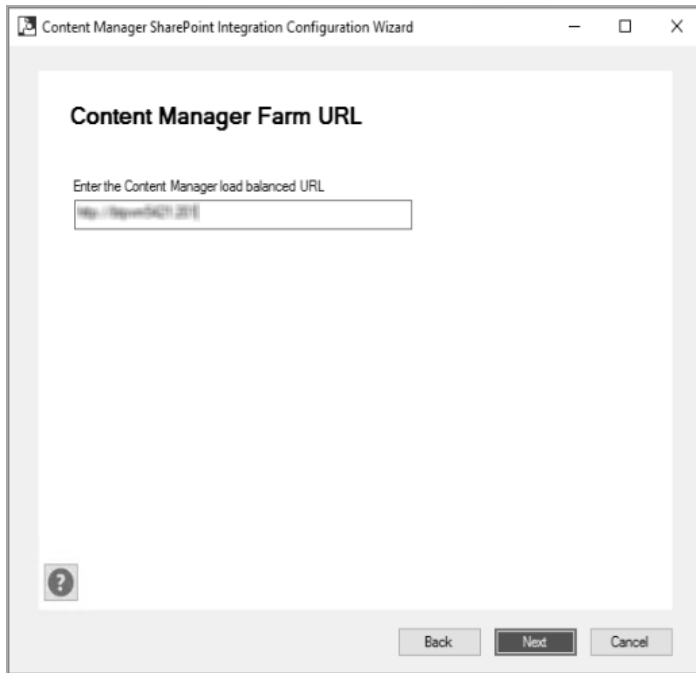 Content Manager SharePoint Integration Configuration Wizard
Content Manager Farm URL
Enter the Content Manager load balanced URL
?
Back Next Cancel